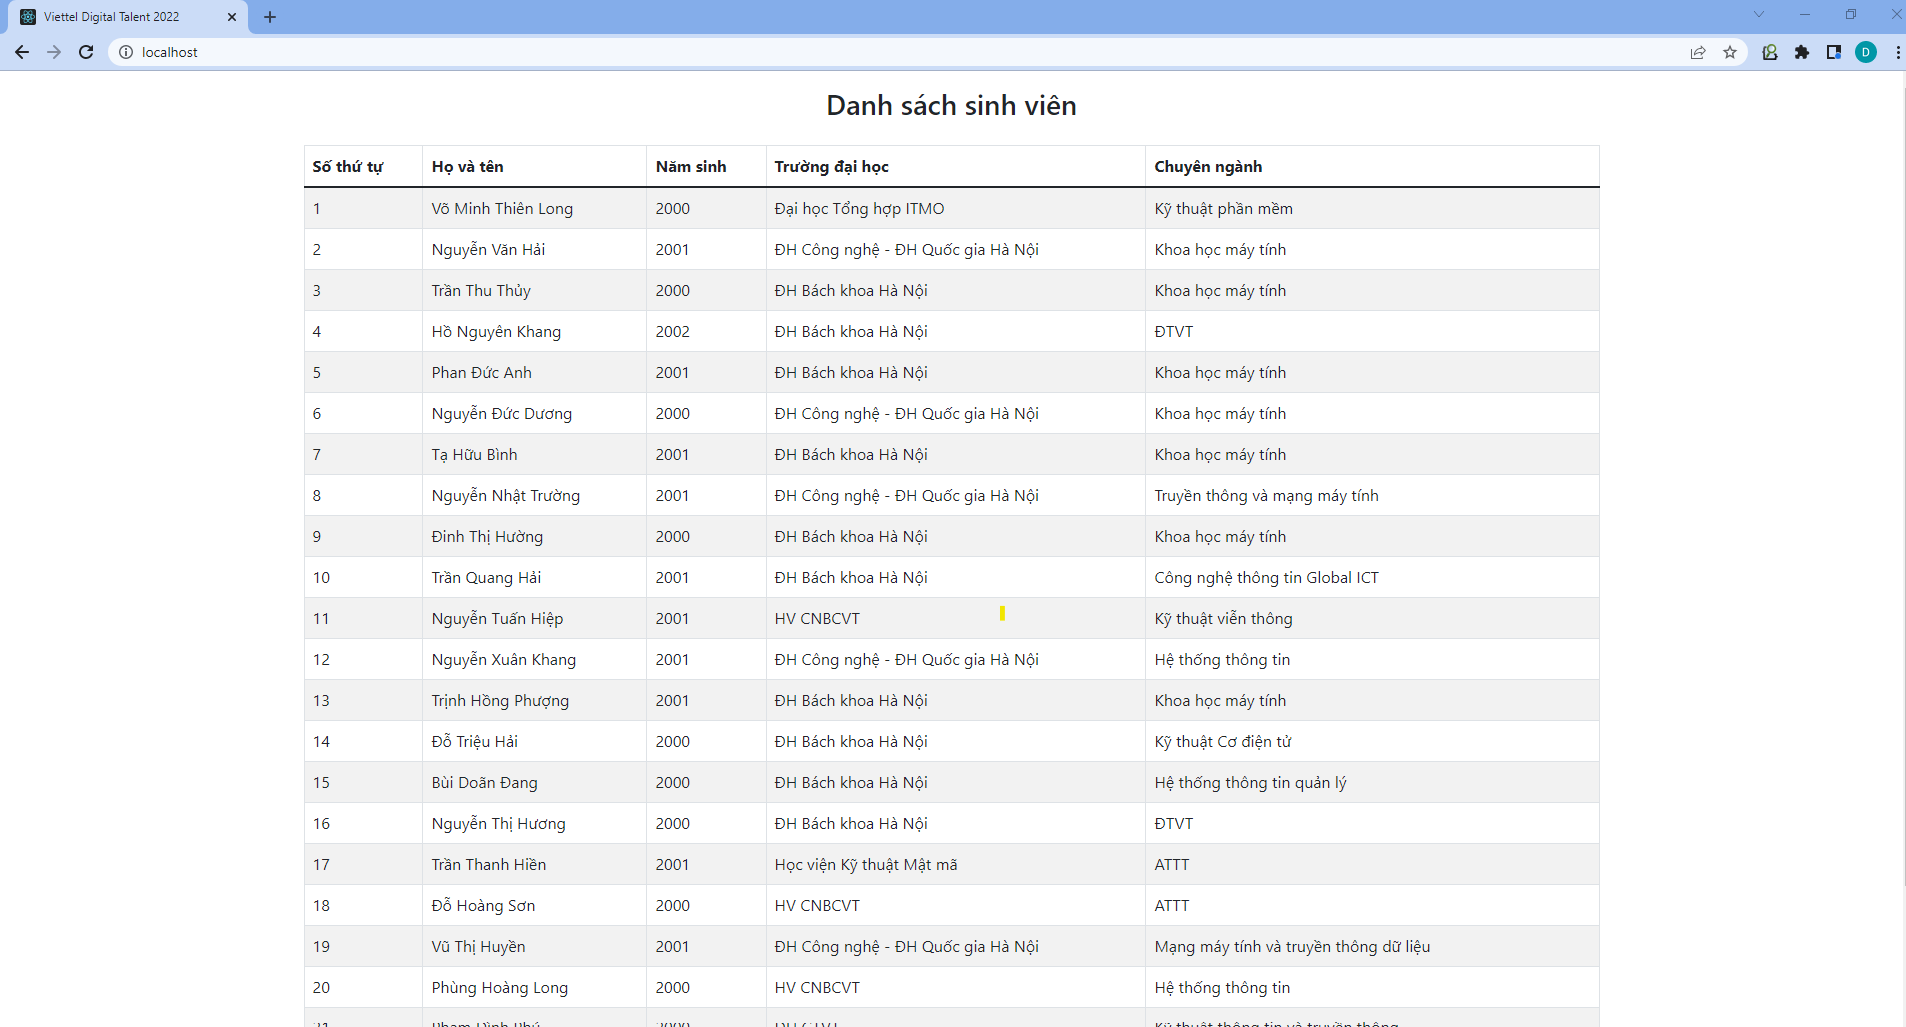 Viettel Digital Talent 2022
localhost
D
Danh sách sinh viên
Số thứ tự Họ và tên Năm sinh Trường đại học Chuyên ngành
1 Võ Minh Thiên Long 2000 Đại học Tổng hợp ITMO Kỹ thuật phần mềm
2 Nguyễn Văn Hải 2001 ĐH Công nghệ - ĐH Quốc gia Hà Nội Khoa học máy tính
3 Trần Thu Thủy 2000 ĐH Bách khoa Hà Nội Khoa học máy tính
4 Hồ Nguyên Khang 2002 ĐH Bách khoa Hà Nội ĐTVT
5 Phan Đức Anh 2001 ĐH Bách khoa Hà Nội Khoa học máy tính
6 Nguyễn Đức Dương 2000 ĐH Công nghệ - ĐH Quốc gia Hà Nội Khoa học máy tính
7 Tạ Hữu Bình 2001 ĐH Bách khoa Hà Nội Khoa học máy tính
8 Nguyễn Nhật Trường 2001 ĐH Công nghệ - ĐH Quốc gia Hà Nội Truyền thông và mạng máy tính
9 Đinh Thị Hường 2000 ĐH Bách khoa Hà Nội Khoa học máy tính
10 Trần Quang Hải 2001 ĐH Bách khoa Hà Nội Công nghệ thông tin Global ICT
11 Nguyễn Tuấn Hiệp 2001 HV CNBCVT Kỹ thuật viễn thông
12 Nguyễn Xuân Khang 2001 ĐH Công nghệ - ĐH Quốc gia Hà Nội Hệ thống thông tin
13 Trịnh Hồng Phượng 2001 ĐH Bách khoa Hà Nội Khoa học máy tính
14 Đỗ Triệu Hải 2000 ĐH Bách khoa Hà Nội Kỹ thuật Cơ điện tử
15 Bùi Doãn Đang 2000 ĐH Bách khoa Hà Nội Hệ thống thông tin quản lý
16 Nguyễn Thị Hương 2000 ĐH Bách khoa Hà Nội ĐTVT
17 Trần Thanh Hiền 2001 Học viện Kỹ thuật Mật mã ATTT
18 Đỗ Hoàng Sơn 2000 HV CNBCVT ATTT
19 Vũ Thị Huyền 2001 ĐH Công nghệ - ĐH Quốc gia Hà Nội Mạng máy tính và truyền thông dữ liệu
20 Phùng Hoàng Long 2000 HV CNBCVT Hệ thống thông tin